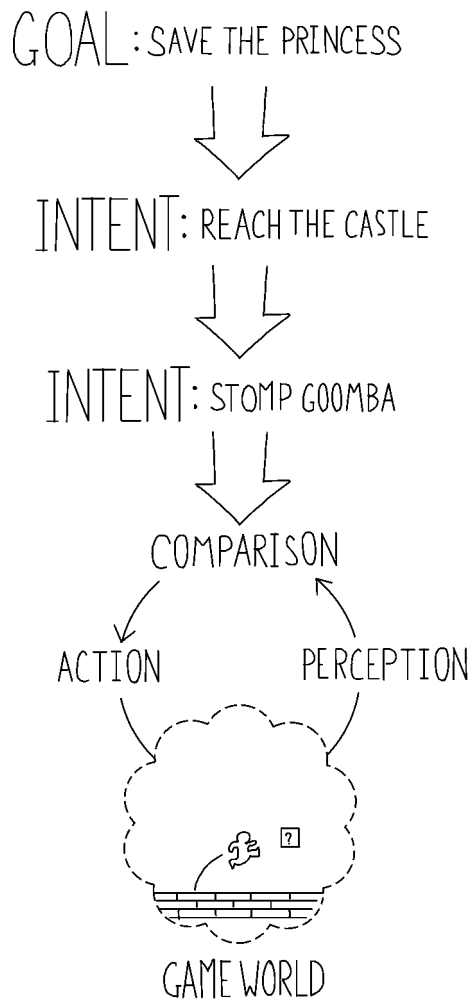 GOAL: SAVE THE PRINCESS
INTENT: REACH THE CASTLE
INTENT: STOMP GOOMBA
COMPARISON
ACTION
PERCEPTION
?
GAME WORLD